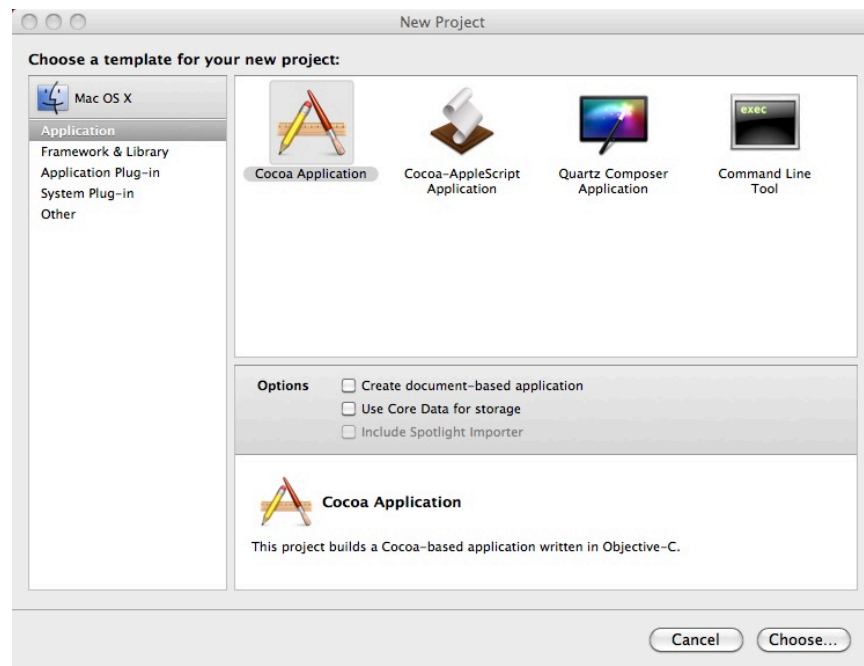 New Project
Choose a template for your new project:
Mac OS X
Application
Framework & Library
Application Plug-in
System Plug-in
Other
Cocoa Application
Cocoa-AppleScript
Application
Quartz Composer
Application
exec
Command Line
Tool
Options
Create document-based application
Use Core Data for storage
Include Spotlight Importer
Cocoa Application
This project builds a Cocoa-based application written in Objective-C.
Cancel
Choose...